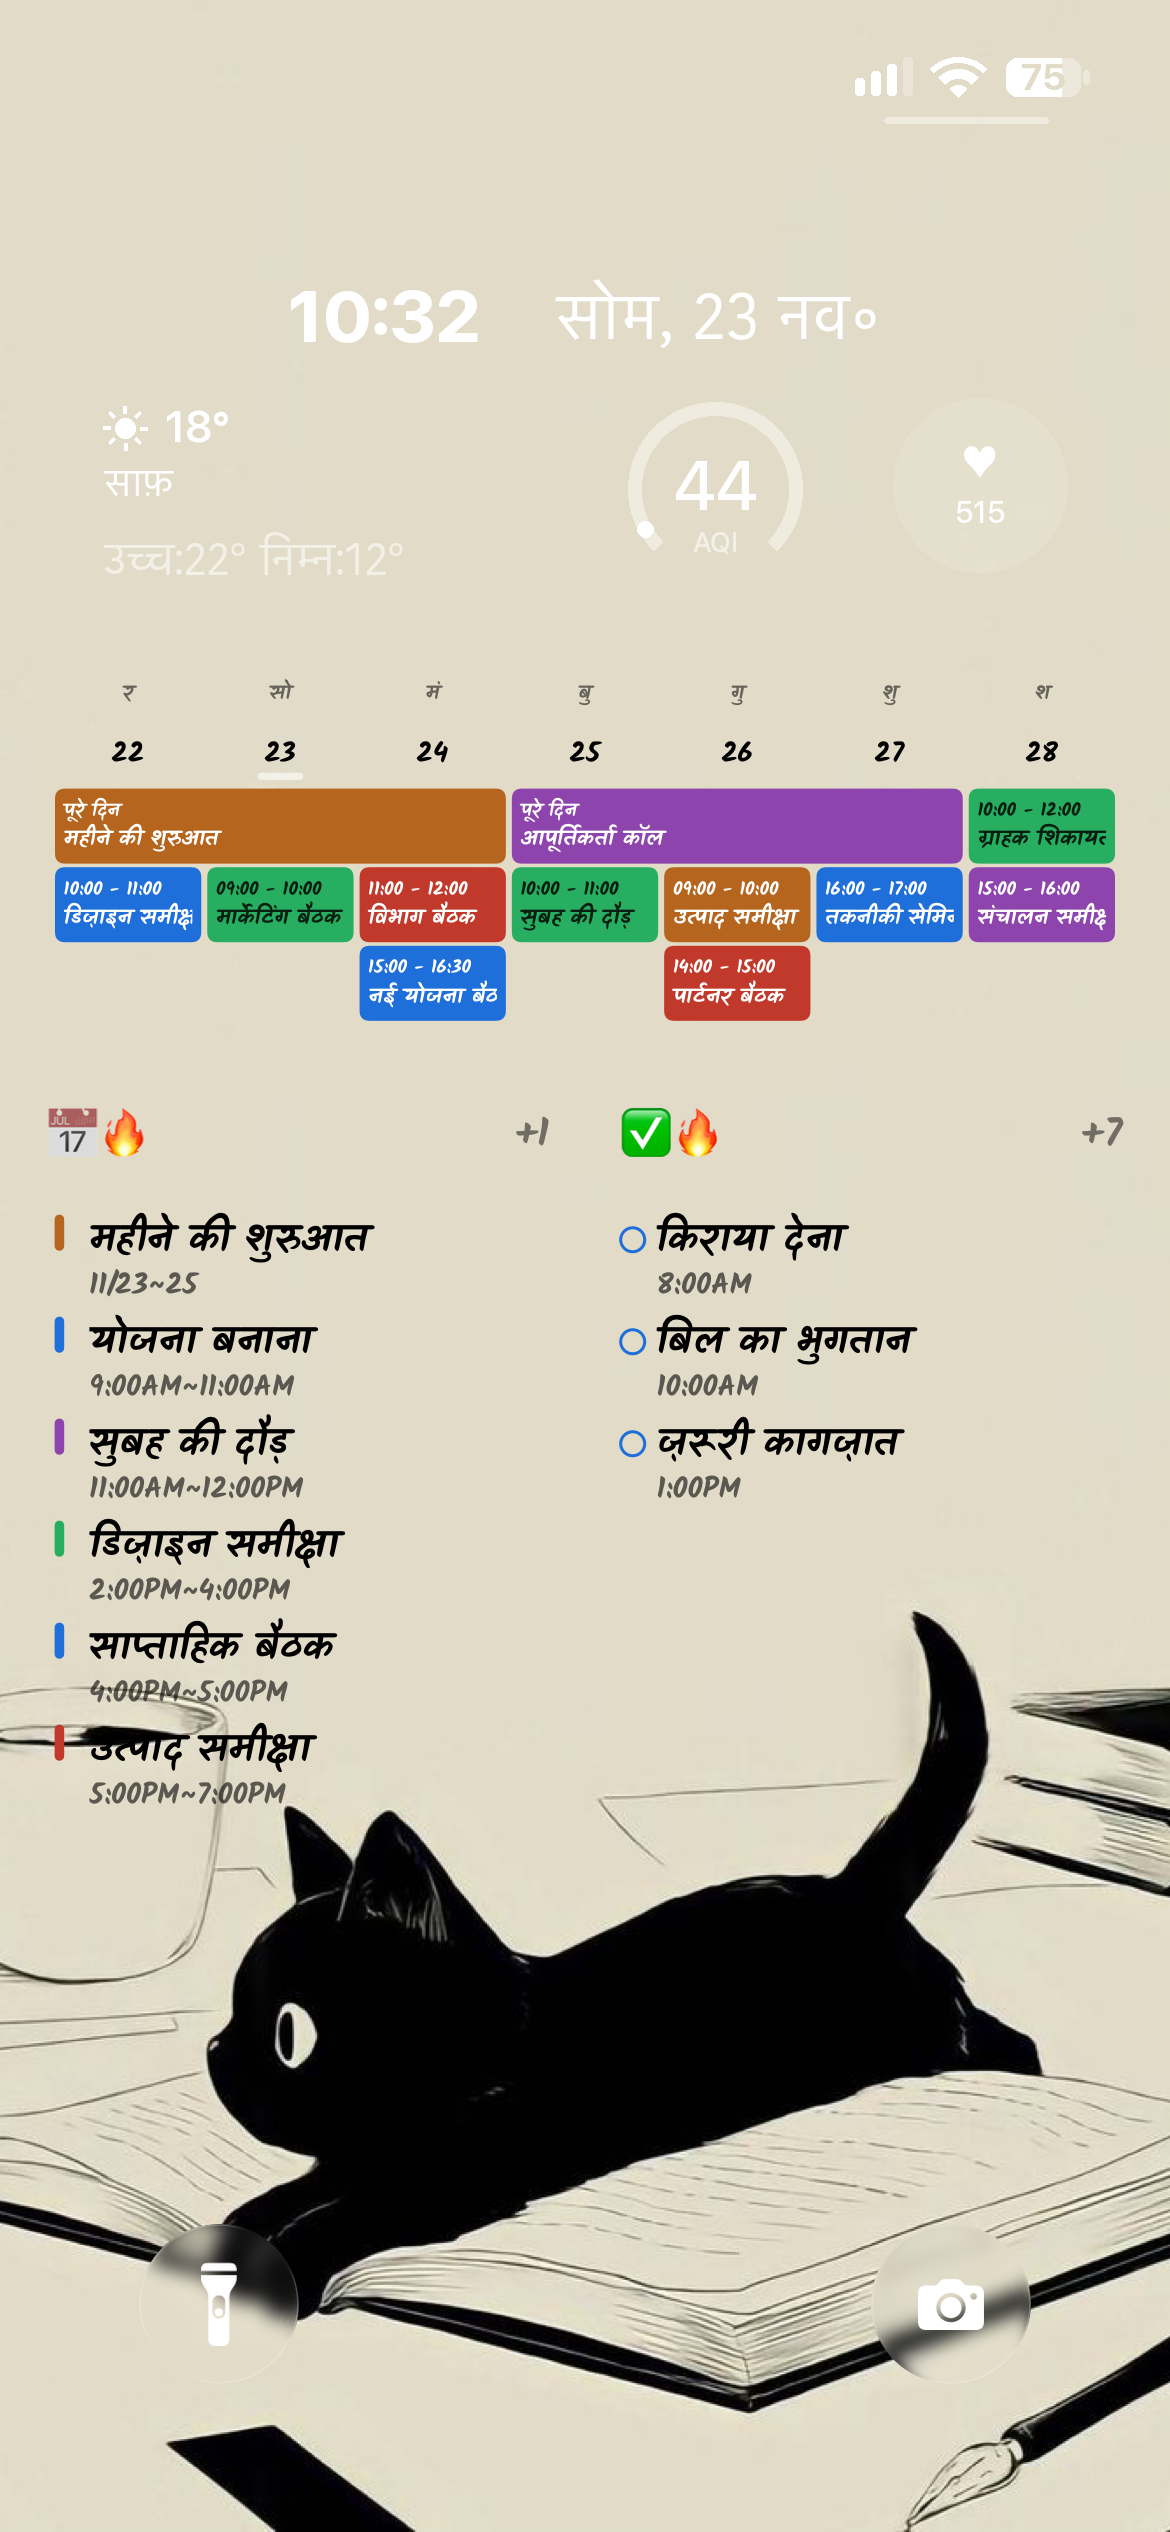 75
10:32 सोम, 23 नव॰
18°
साफ़
उच्च:22° निम्न:12°
44
AQI
515
र सो मं बु गु शु श
22 23 24 25 26 27 28
पूरे दिन
महीने की शुरुआत
पूरे दिन
आपूर्तिकर्ता कॉल
10:00 - 12:00
ग्राहक शिकायत
10:00 - 11:00
डिज़ाइन समीक्ष
09:00 - 10:00
मार्केटिंग बैठक
11:00 - 12:00
विभाग बैठक
10:00 - 11:00
सुबह की दौड़
09:00 - 10:00
उत्पाद समीक्षा
16:00 - 17:00
तकनीकी सेमिन
15:00 - 16:00
संचालन समीक्ष
15:00 - 16:30
नई योजना बैठ
14:00 - 15:00
पार्टनर बैठक
JUL
17
+1
महीने की शुरुआत
11/23~25
योजना बनाना
9:00AM~11:00AM
सुबह की दौड़
11:00AM~12:00PM
डिज़ाइन समीक्षा
2:00PM~4:00PM
साप्ताहिक बैठक
4:00PM~5:00PM
उत्पाद समीक्षा
5:00PM~7:00PM
+7
किराया देना
8:00AM
बिल का भुगतान
10:00AM
ज़रूरी कागज़ात
1:00PM